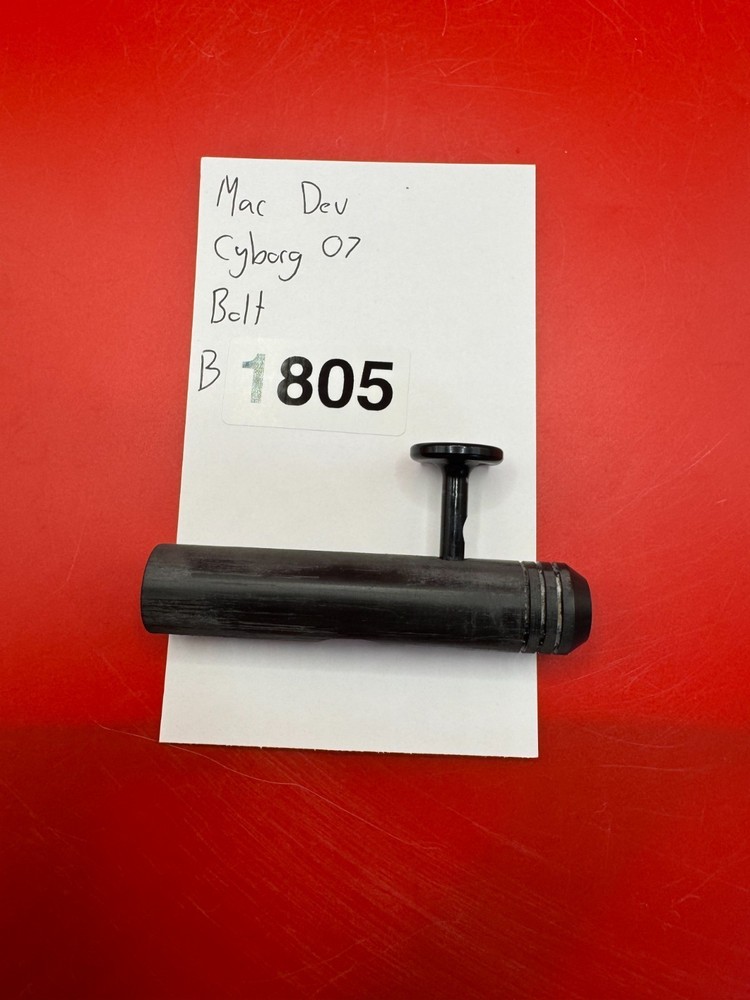 Mac Dev
Cyborg 07
Bolt
B 1805